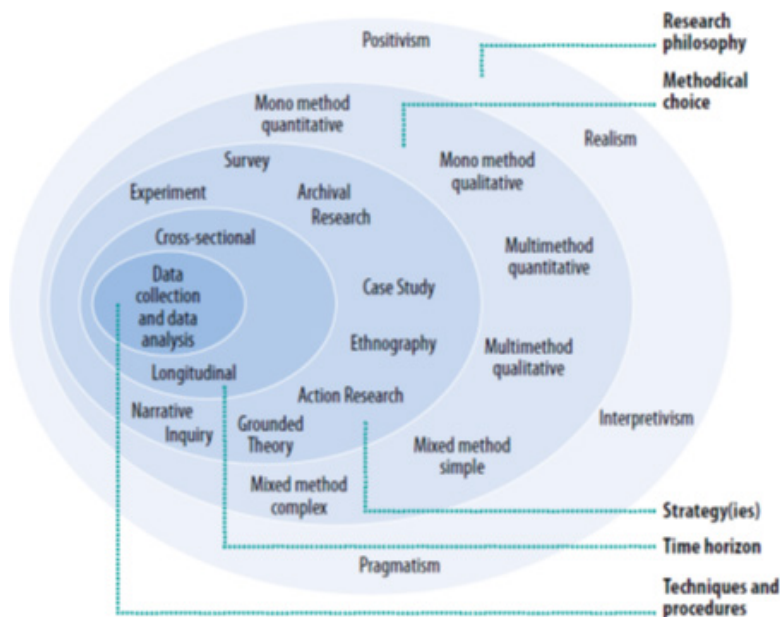 Positivism
Research
philosophy
Methodical
choice
Mono method
quantitative
Realism
Survey
Mono method
qualitative
Experiment
Archival
Research
Cross-sectional
Multimethod
quantitative
Data
collection
and data
analysis
Case Study
Ethnography
Multimethod
qualitative
Longitudinal
Action Research
Narrative
Inquiry
Grounded
Theory
Interpretivism
Mixed method
simple
Mixed method
complex
Strategy(ies)
Time horizon
Pragmatism
Techniques and
procedures